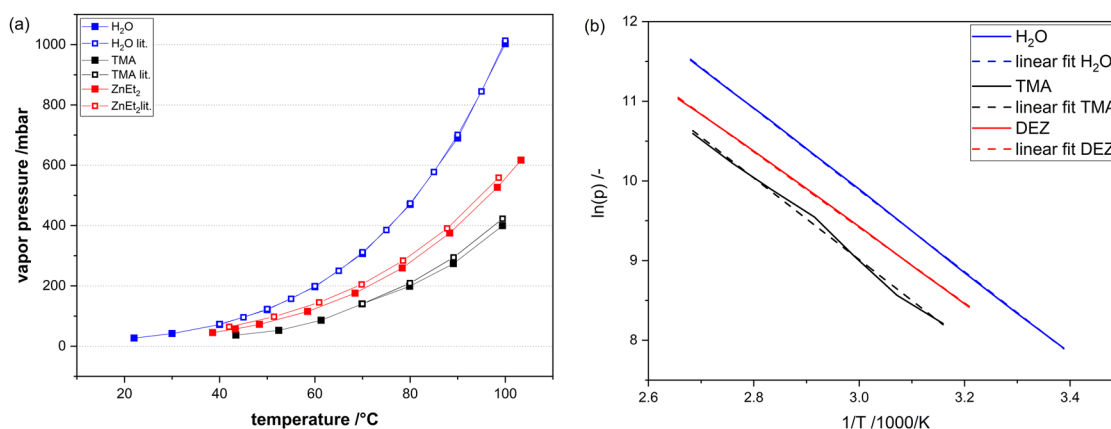 (a)
vapor pressure /mbar
1000
800
600
400
200
0
20
40
60
80
100
temperature /°C
H₂O
H₂O lit.
TMA
TMA lit.
ZnEt₂
ZnEt₂lit.
(b)
ln(p) /-
12
11
10
9
8
2.6
2.8
3.0
3.2
3.4
1/T /1000/K
H₂O
linear fit H₂O
TMA
linear fit TMA
DEZ
linear fit DEZ